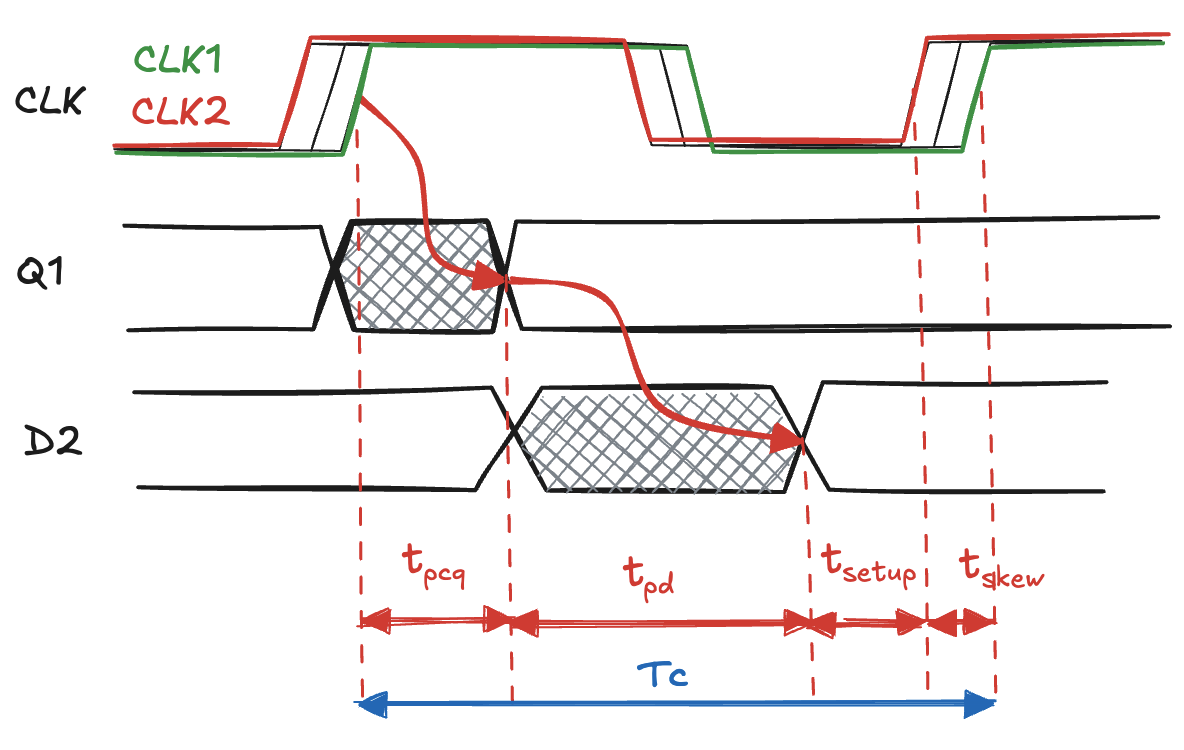 CLK1
CLK2
CLK
Q1
D2
tpcq
tpd
tsetup
tskew
Tc